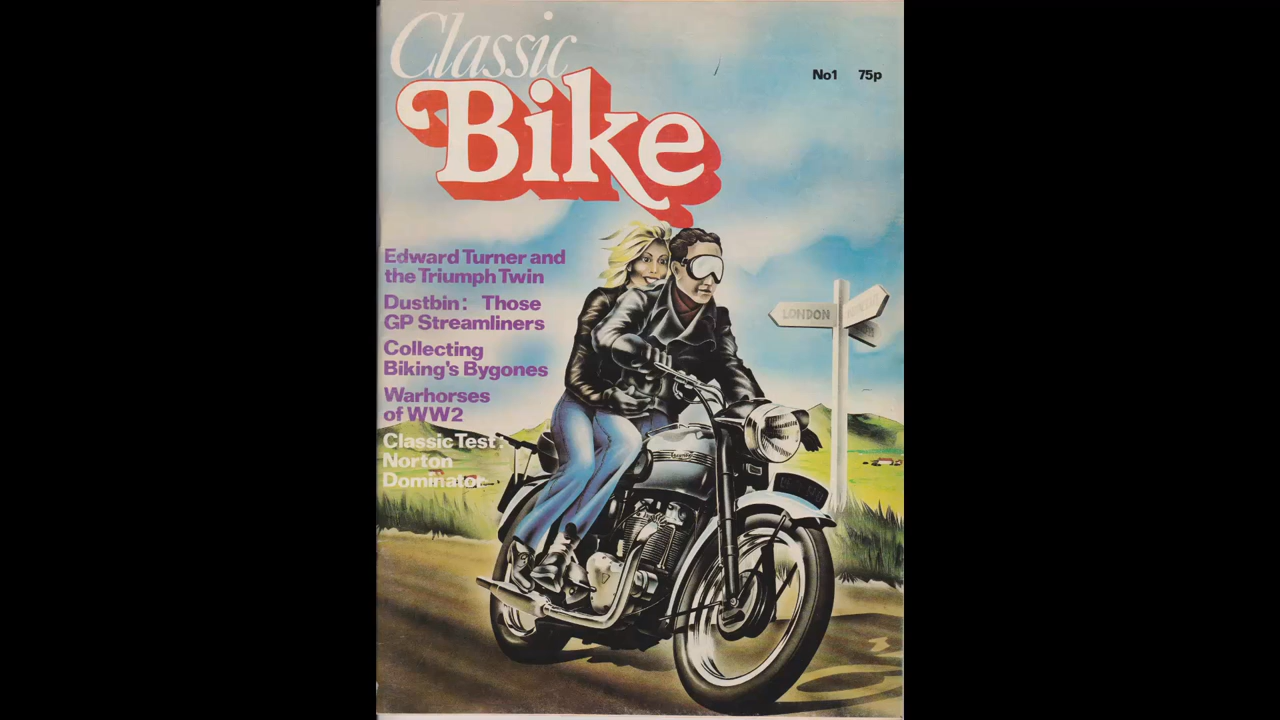 Classic
Bike
No1 75p
Edward Turner and
the Triumph Twin
Dustbin: Those
GP Streamliners
Collecting
Biking's Bygones
Warhorses
of WW2
Classic Test:
Norton
Dominator
LONDON